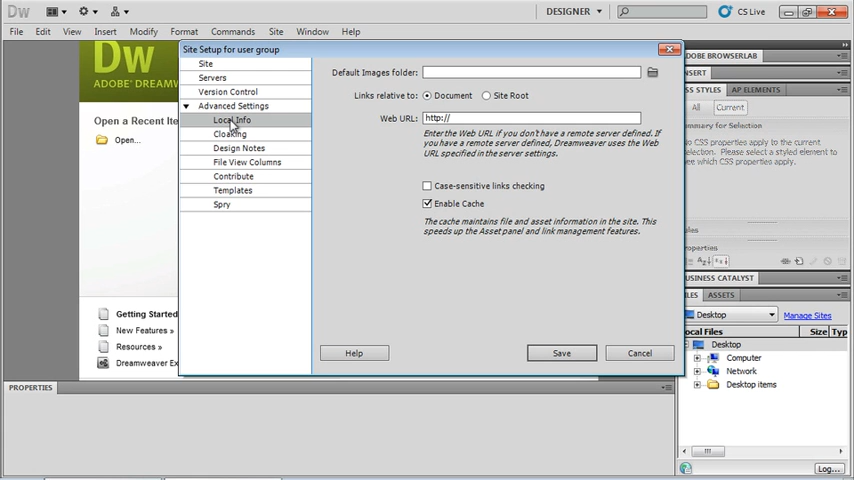 Dw
DESIGNER
CS Live
File Edit View Insert Modify Format Commands Site Window Help
Site Setup for user group
Site
Servers
Version Control
Advanced Settings
Local Info
Cloaking
Design Notes
File View Columns
Contribute
Templates
Spry
Default Images folder:
Links relative to: Document Site Root
Web URL: http://
Enter the Web URL if you don't have a remote server defined. If
you have a remote server defined, Dreamweaver uses the Web
URL specified in the server settings.
Case-sensitive links checking
Enable Cache
The cache maintains file and asset information in the site. This
speeds up the Asset panel and link management features.
Help Save Cancel
Dw
ADOBE® DREAMW
Open a Recent Ite
Open...
Getting Started
New Features »
Resources »
Dreamweaver Ex
PROPERTIES
ADOBE BROWSERLAB
INSERT
CSS STYLES AP ELEMENTS
All Current
Summary for Selection
No CSS properties apply to the
current selection. Please
select a styled element to
see which properties apply.
BUSINESS CATALYST
FILES ASSETS
Desktop Manage Sites
Local Files Size Typ
Desktop
Computer
Network
Desktop items
Log...